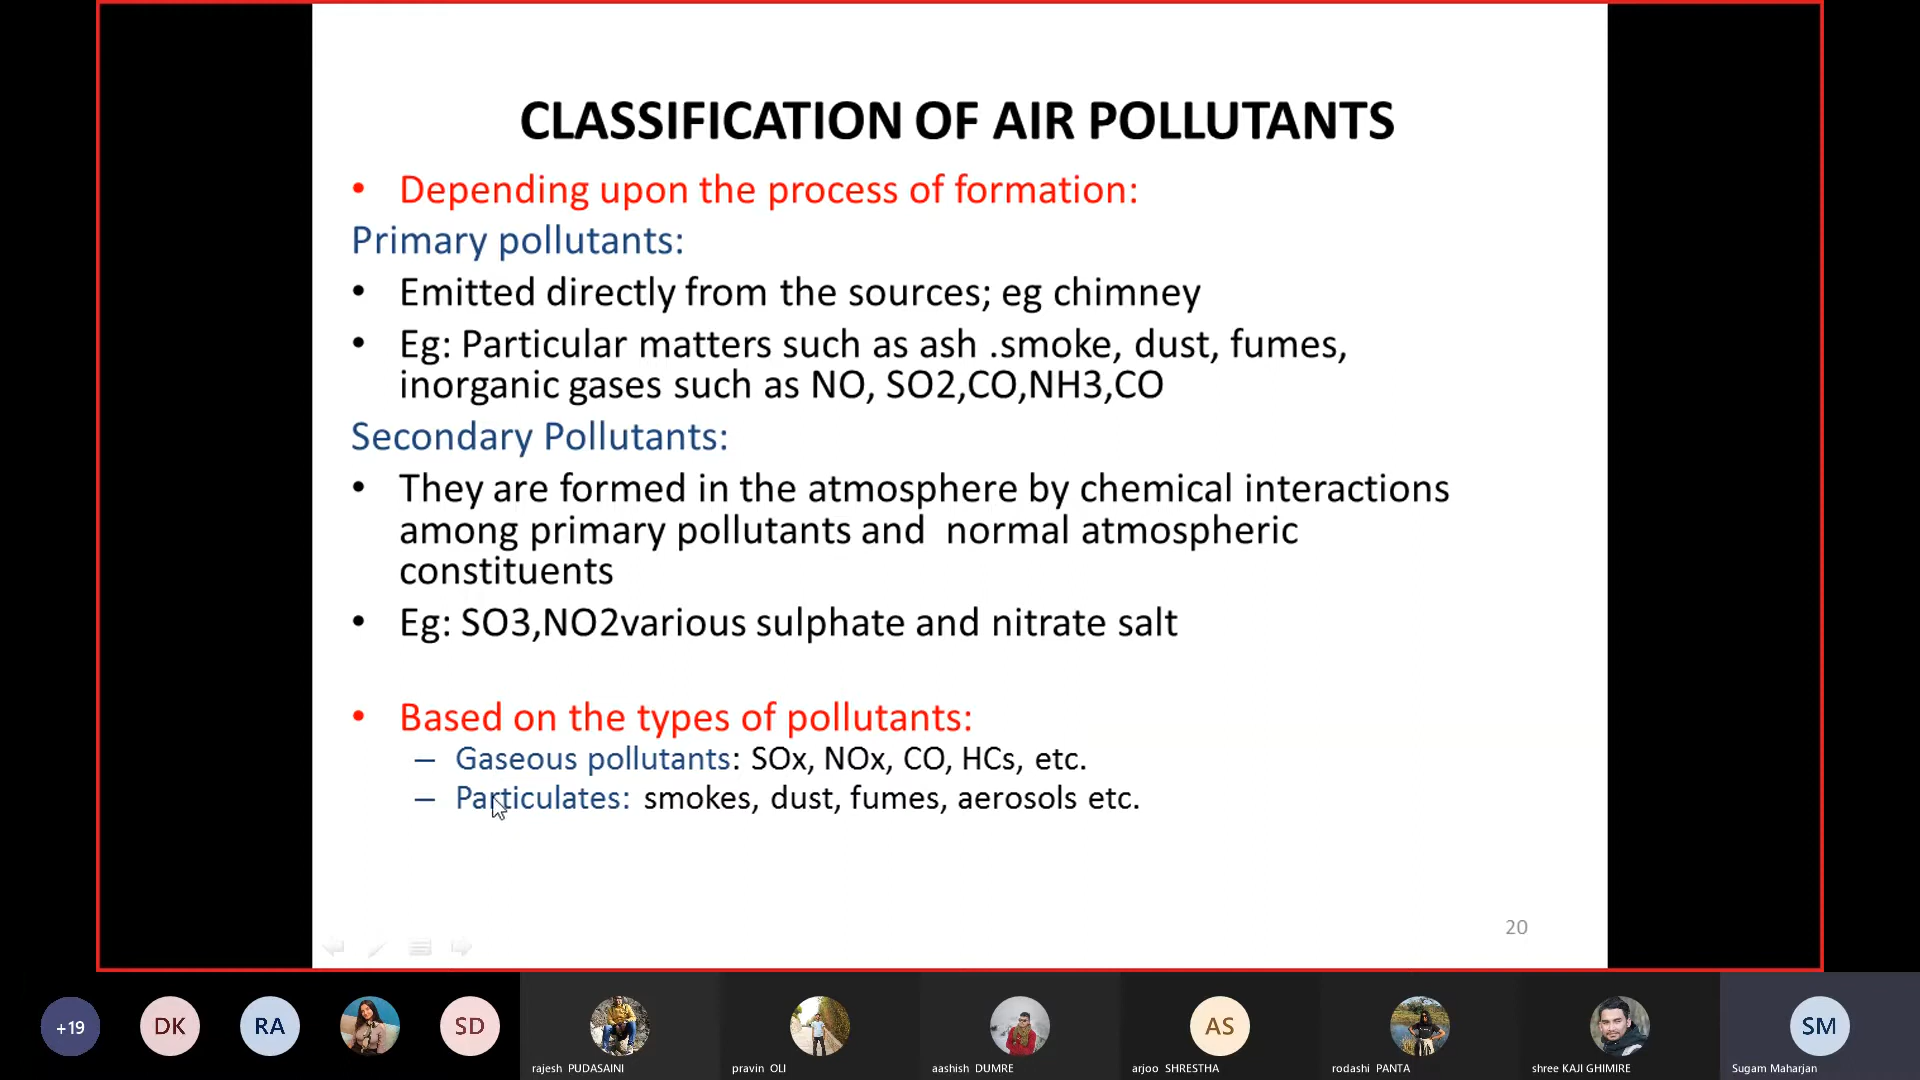 CLASSIFICATION OF AIR POLLUTANTS
• Depending upon the process of formation:
Primary pollutants:
• Emitted directly from the sources; eg chimney
• Eg: Particular matters such as ash .smoke, dust, fumes,
inorganic gases such as NO, SO2,CO,NH3,CO
Secondary Pollutants:
• They are formed in the atmosphere by chemical interactions
among primary pollutants and normal atmospheric
constituents
• Eg: SO3,NO2various sulphate and nitrate salt
• Based on the types of pollutants:
– Gaseous pollutants: SOx, NOx, CO, HCs, etc.
– Particulates: smokes, dust, fumes, aerosols etc.
20
+19
DK
RA
SD
AS
SM
rajesh PUDASAINI
pravin OLI
aashish DUMRE
arjoo SHRESTHA
rodashi PANTA
shree KAJI GHIMIRE
Sugam Maharjan